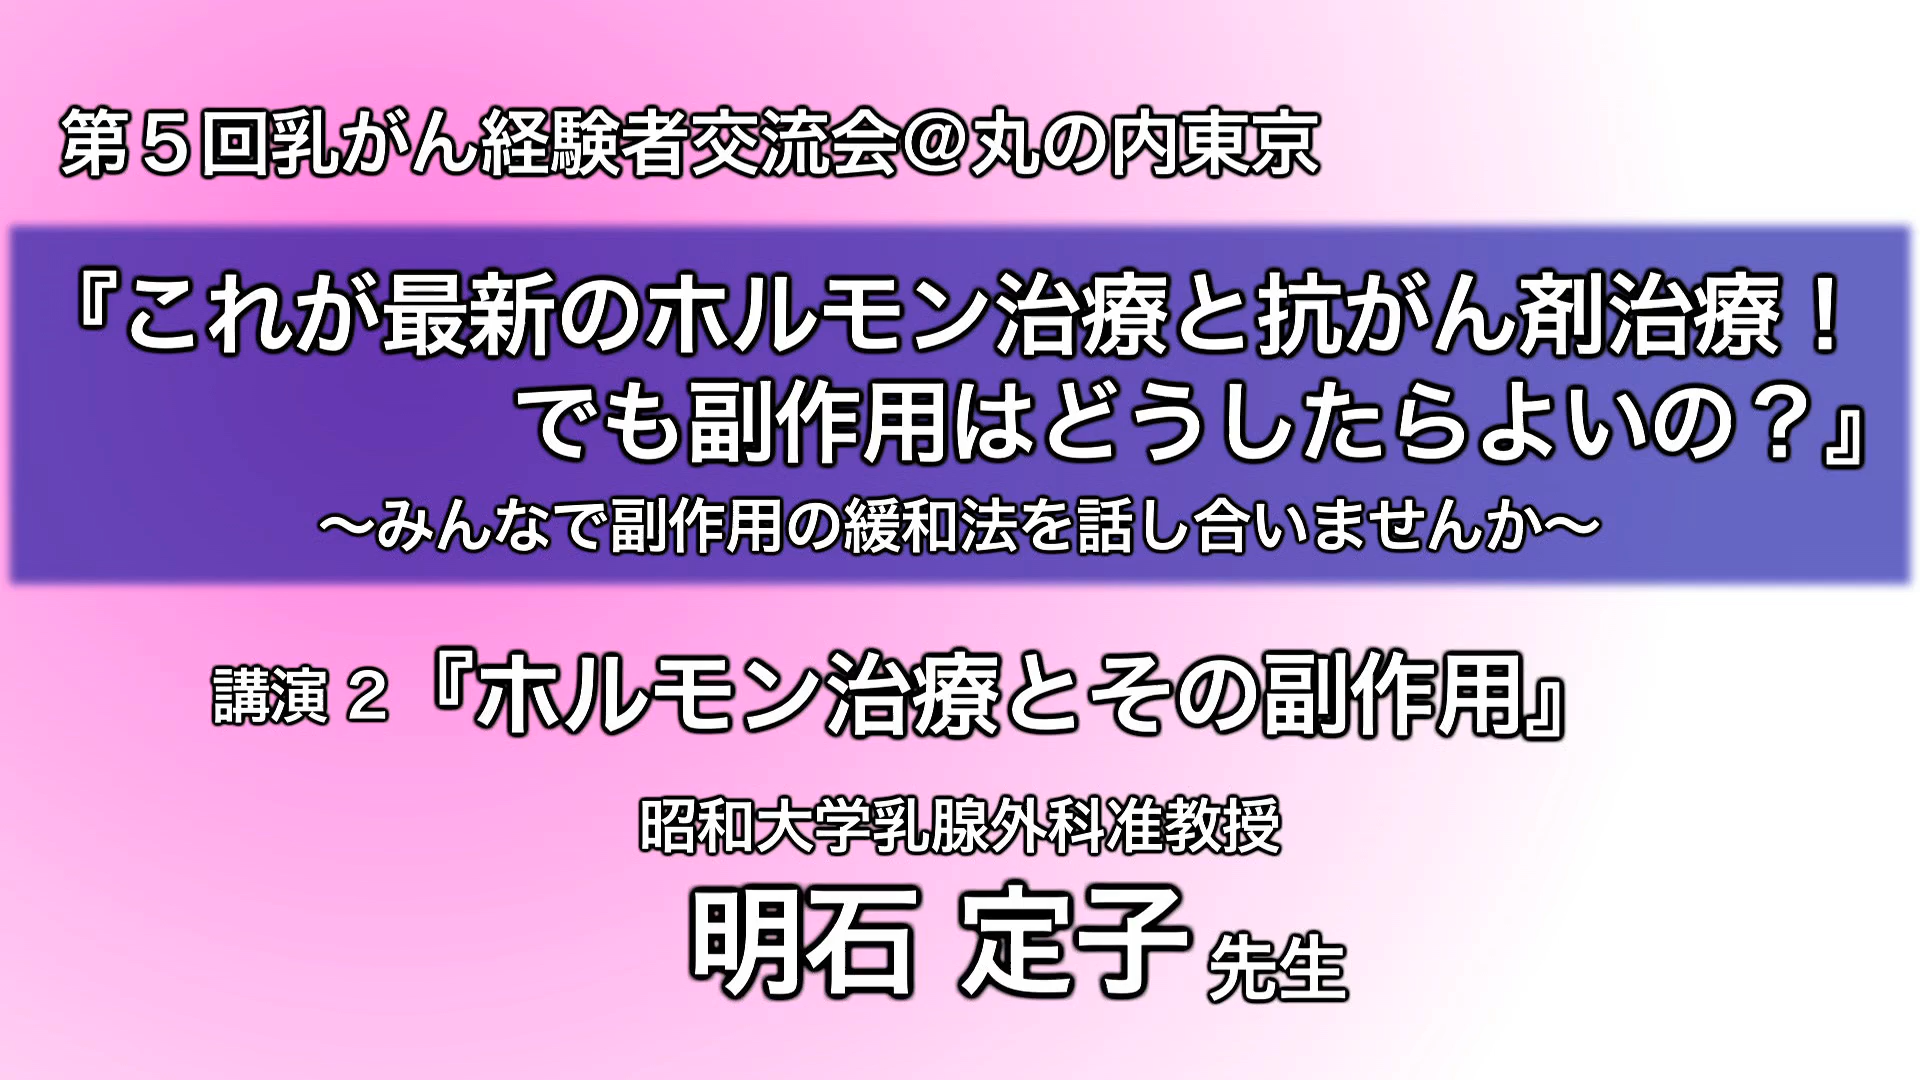 第５回乳がん経験者交流会＠丸の内東京
『これが最新のホルモン治療と抗がん剤治療！
でも副作用はどうしたらよいの？』
〜みんなで副作用の緩和法を話し合いませんか〜
講演２『ホルモン治療とその副作用』
昭和大学乳腺外科准教授
明石 定子 先生